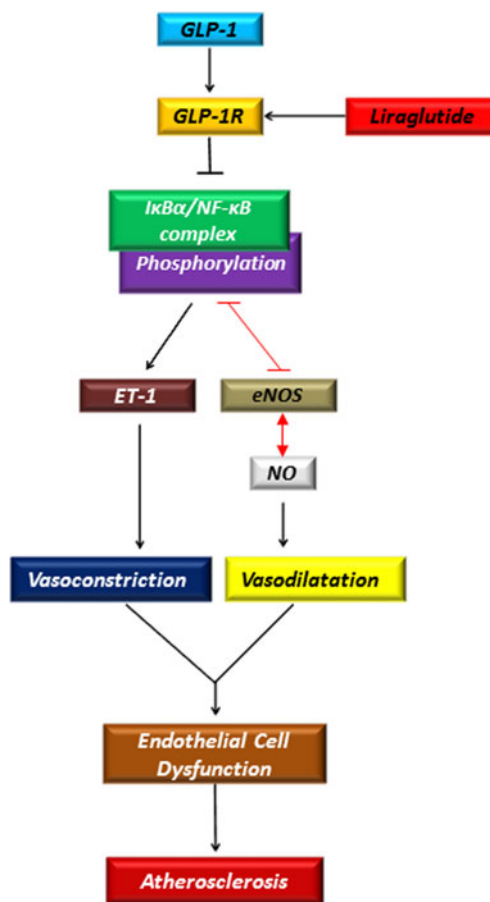 GLP-1
GLP-1R
Liraglutide
IκBα/NF-κB
complex
Phosphorylation
ET-1
eNOS
NO
Vasoconstriction
Vasodilatation
Endothelial Cell
Dysfunction
Atherosclerosis